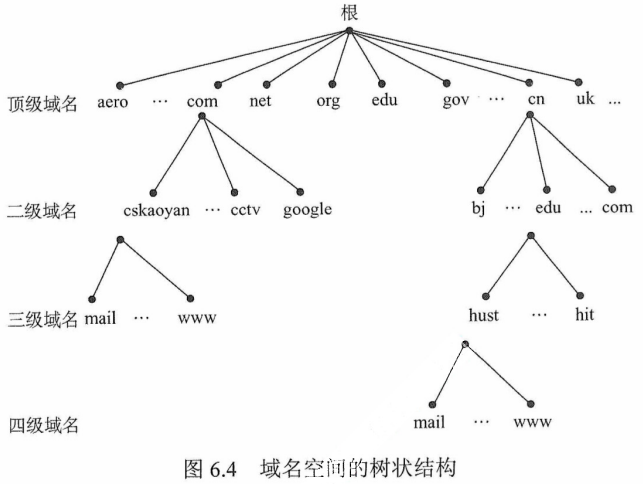 根
顶级域名 aero … com net org edu gov … cn uk ...
二级域名 cskaoyan … cctv google bj … edu ... com
三级域名 mail … www hust … hit
四级域名 mail … www
图 6.4 域名空间的树状结构